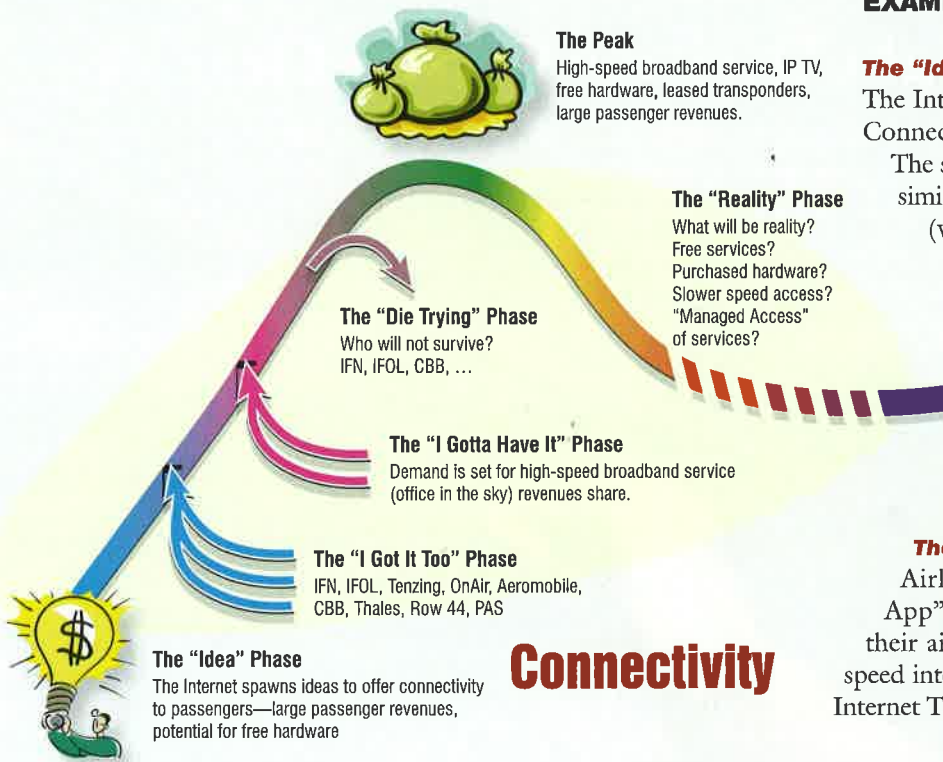 The Peak
High-speed broadband service, IP TV,
free hardware, leased transponders,
large passenger revenues.
The "Reality" Phase
What will be reality?
Free services?
Purchased hardware?
Slower speed access?
"Managed Access"
of services?
The "Die Trying" Phase
Who will not survive?
IFN, IFOL, CBB, ...
The "I Gotta Have It" Phase
Demand is set for high-speed broadband service
(office in the sky) revenues share.
The "I Got It Too" Phase
IFN, IFOL, Tenzing, OnAir, Aeromobile,
CBB, Thales, Row 44, PAS
$
The "Idea" Phase
The Internet spawns ideas to offer connectivity
to passengers—large passenger revenues,
potential for free hardware
Connectivity
EXAM
The "Id
The Int
Connec
The s
simi
(v
The
Airl
App"
their ai
speed int
Internet T